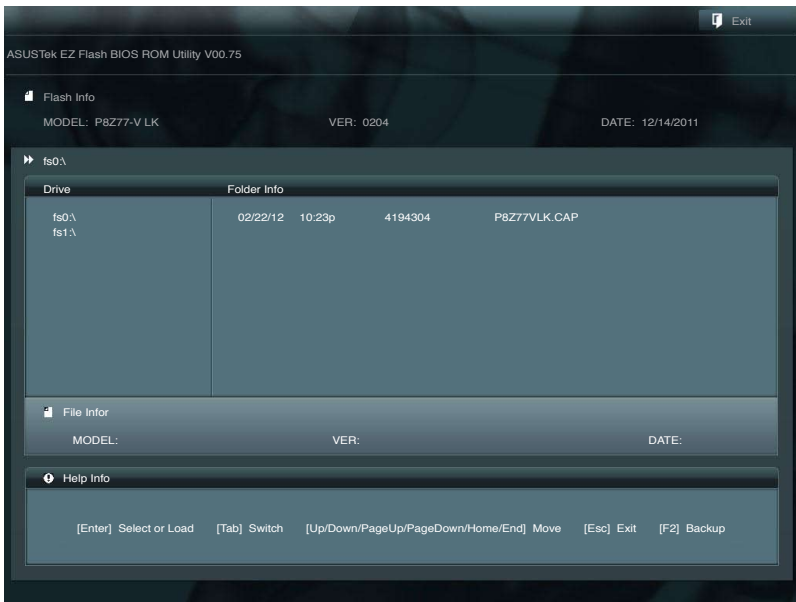 Exit
ASUSTek EZ Flash BIOS ROM Utility V00.75
Flash Info
MODEL: P8Z77-V LK VER: 0204 DATE: 12/14/2011
fs0:\
Drive Folder Info
fs0:\ 02/22/12 10:23p 4194304 P8Z77VLK.CAP
fs1:\
File Infor
MODEL: VER: DATE:
Help Info
[Enter] Select or Load [Tab] Switch [Up/Down/PageUp/PageDown/Home/End] Move [Esc] Exit [F2] Backup